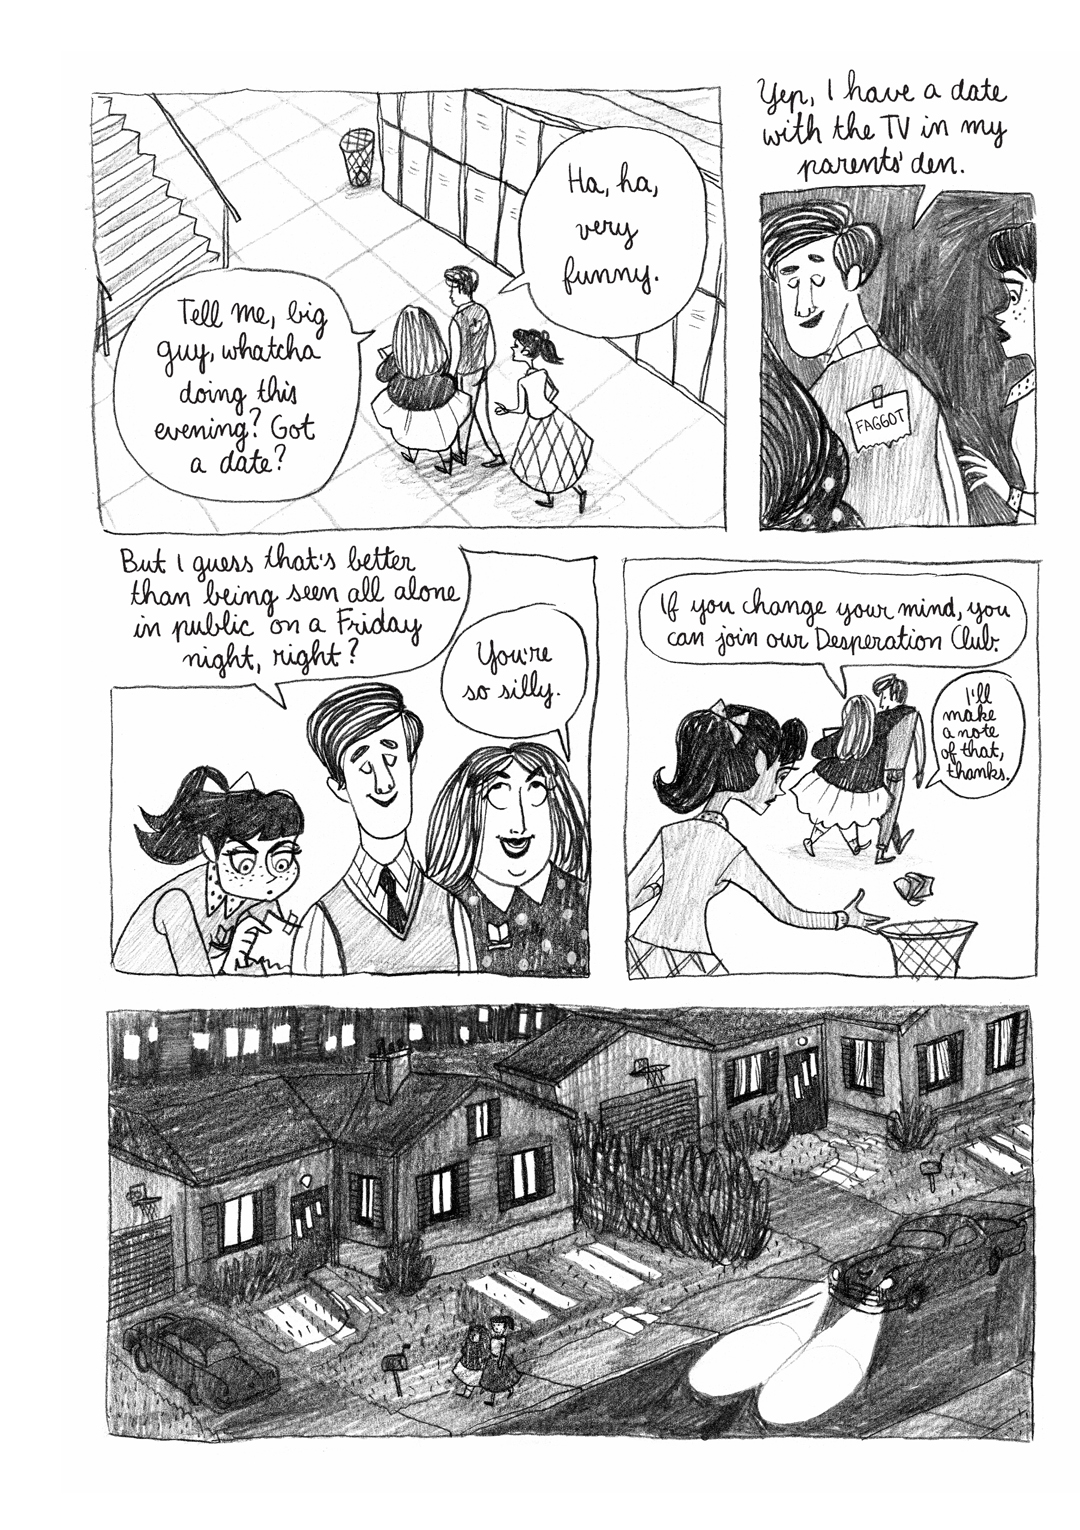 Tell me, big
guy, whatcha
doing this
evening? Got
a date?
Ha, ha,
very
funny.
Yep, I have a date
with the TV in my
parents' den.
FAGGOT
But I guess that's better
than being seen all alone
in public on a Friday
night, right?
You're
so silly.
If you change your mind, you
can join our Desperation Club.
I'll
make
a note
of that,
thanks.